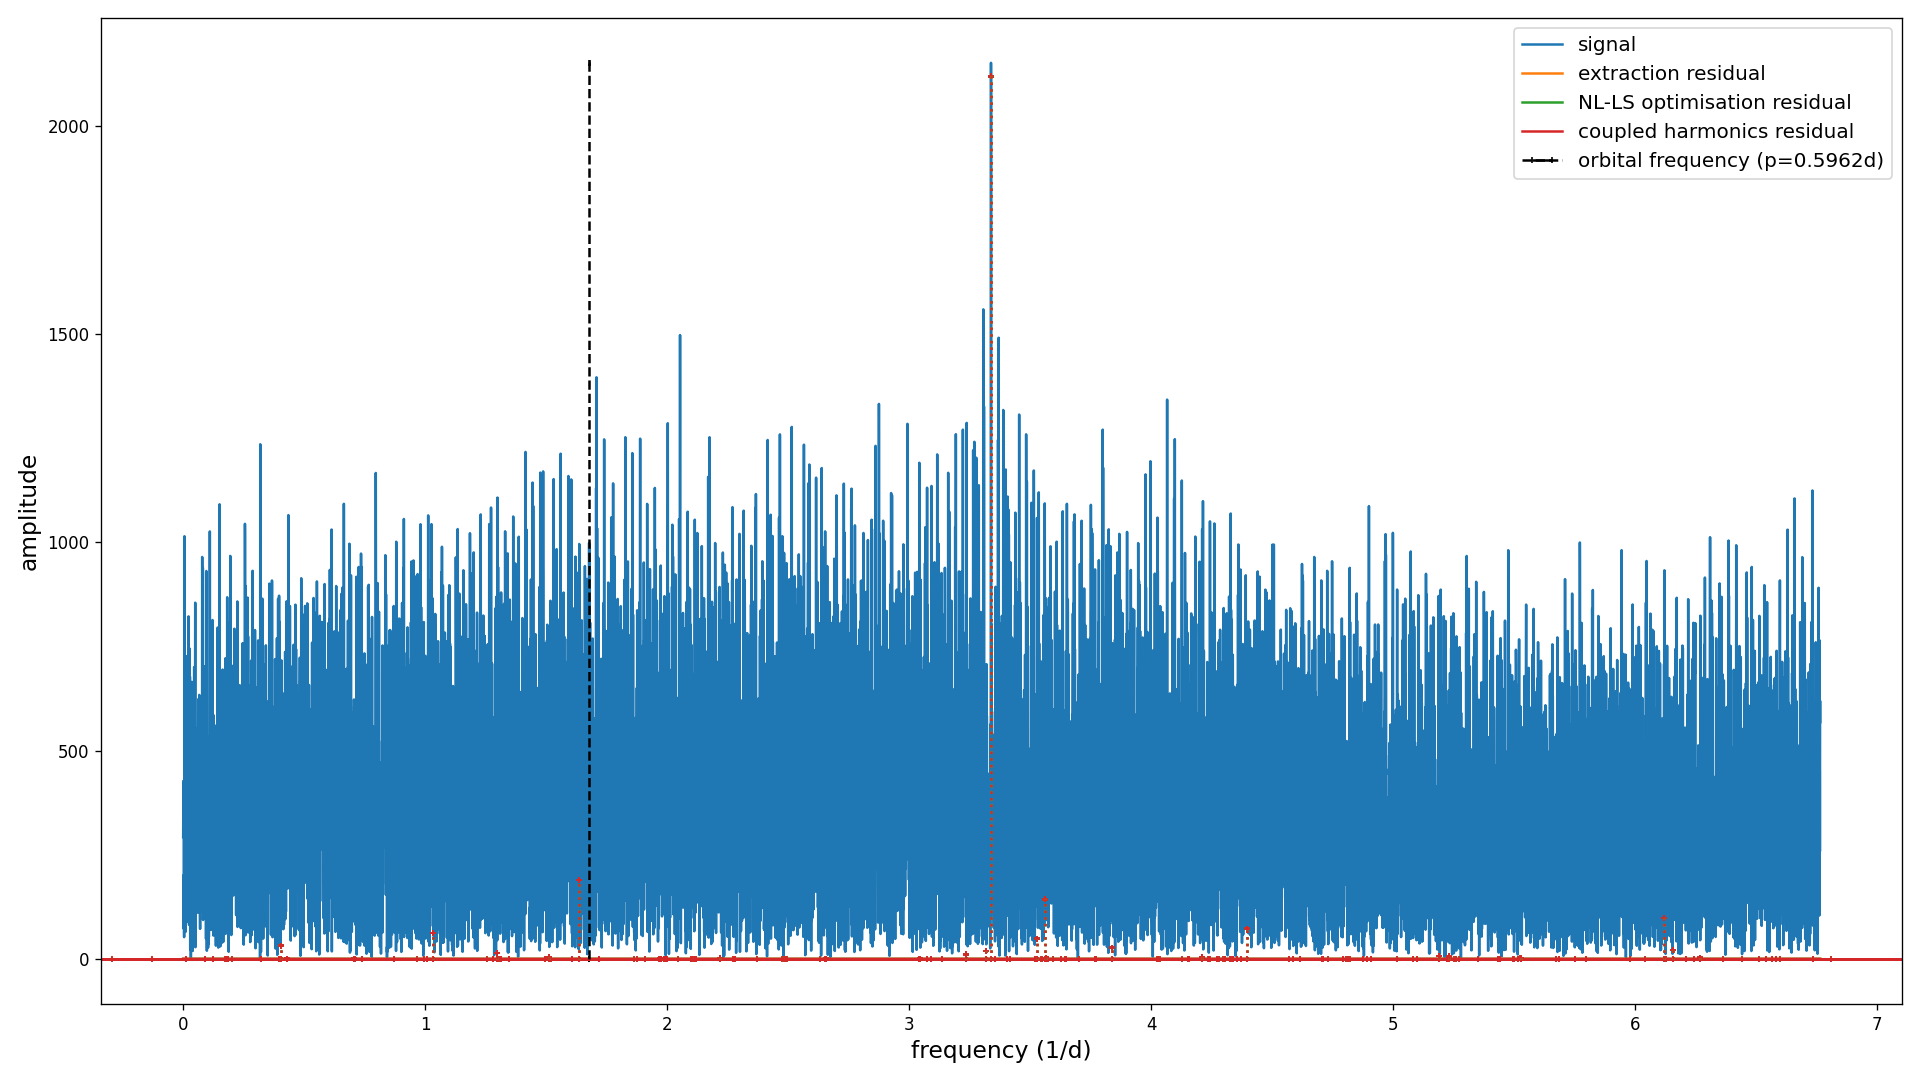 signal
extraction residual
NL-LS optimisation residual
coupled harmonics residual
orbital frequency (p=0.5962d)
amplitude
2000
1500
1000
500
0
0 1 2 3 4 5 6 7
frequency (1/d)